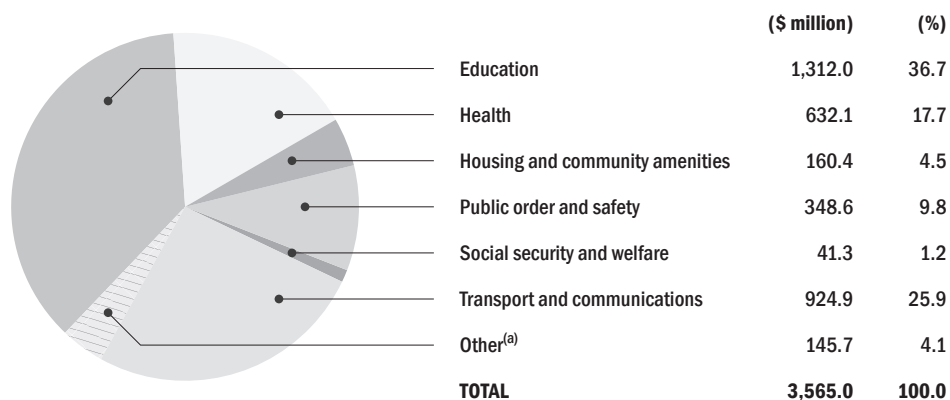 ($ million) (%)
Education 1,312.0 36.7
Health 632.1 17.7
Housing and community amenities 160.4 4.5
Public order and safety 348.6 9.8
Social security and welfare 41.3 1.2
Transport and communications 924.9 25.9
Other(a) 145.7 4.1
TOTAL 3,565.0 100.0